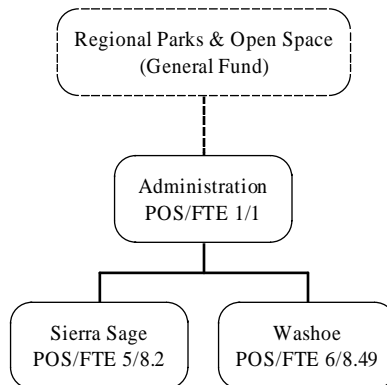 Regional Parks & Open Space
(General Fund)
Administration
POS/FTE 1/1
Sierra Sage
POS/FTE 5/8.2
Washoe
POS/FTE 6/8.49